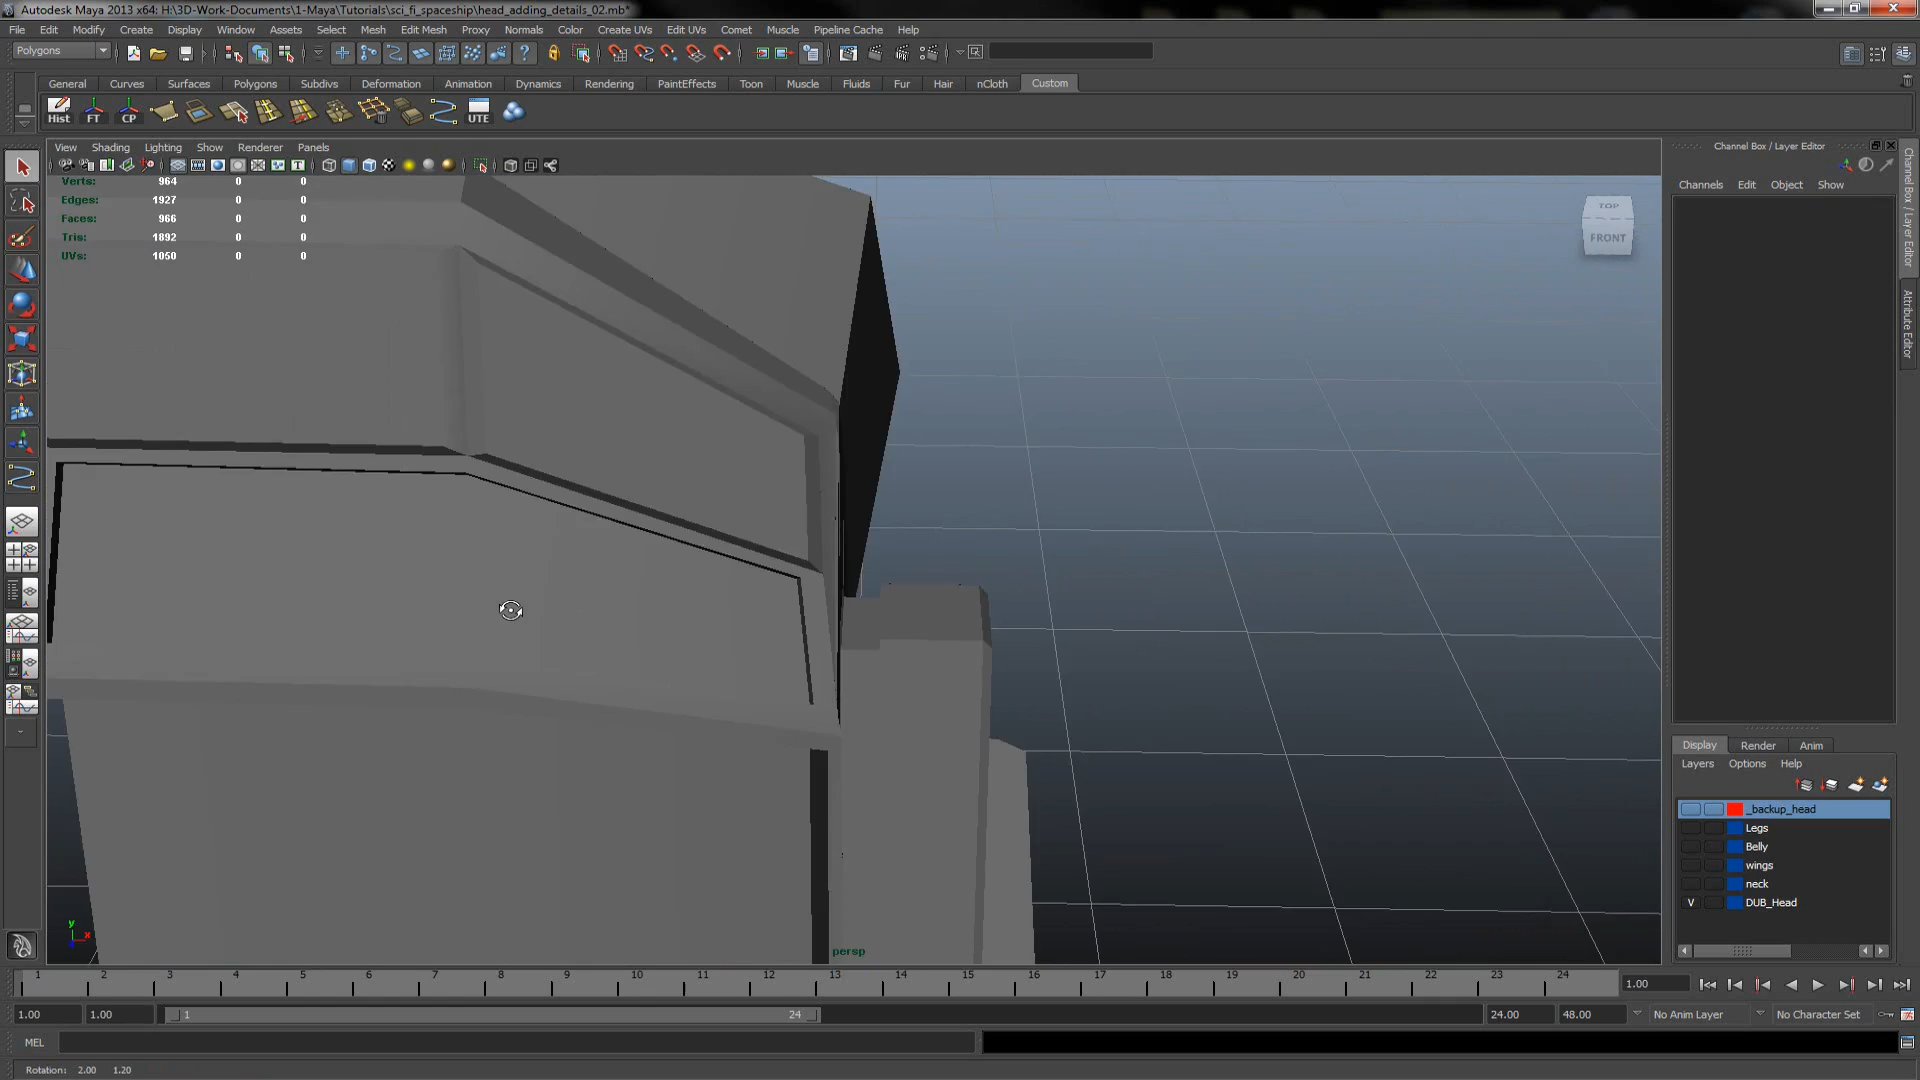 Autodesk Maya 2013 x64: H:\3D-Work-Documents\1-Maya\Tutorials\sci_fi_spaceship\head_adding_details_02.mb*
File Edit Modify Create Display Window Assets Select Mesh Edit Mesh Proxy Normals Color Create UVs Edit UVs Comet Muscle Pipeline Cache Help
Polygons
General Curves Surfaces Polygons Subdivs Deformation Animation Dynamics Rendering PaintEffects Toon Muscle Fluids Fur Hair nCloth Custom
Hist FT CP UTE
View Shading Lighting Show Renderer Panels
Channel Box / Layer Editor
Channels Edit Object Show
Verts: 964 0 0
Edges: 1927 0 0
Faces: 966 0 0
Tris: 1892 0 0
UVs: 1050 0 0
TOP
FRONT
Channel Box / Layer Editor
Attribute Editor
Display Render Anim
Layers Options Help
_backup_head
Legs
Belly
wings
neck
V DUB_Head
y
x
persp
1 2 3 4 5 6 7 8 9 10 11 12 13 14 15 16 17 18 19 20 21 22 23 24 1.00
1.00 1.00 1 24 24.00 48.00 No Anim Layer No Character Set
MEL
Rotation: 2.00 1.20